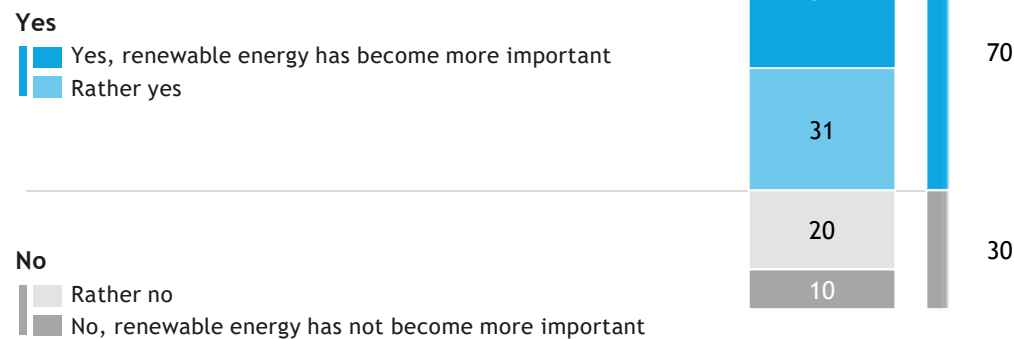 Yes
Yes, renewable energy has become more important
Rather yes
70
31
20
30
No
Rather no
10
No, renewable energy has not become more important